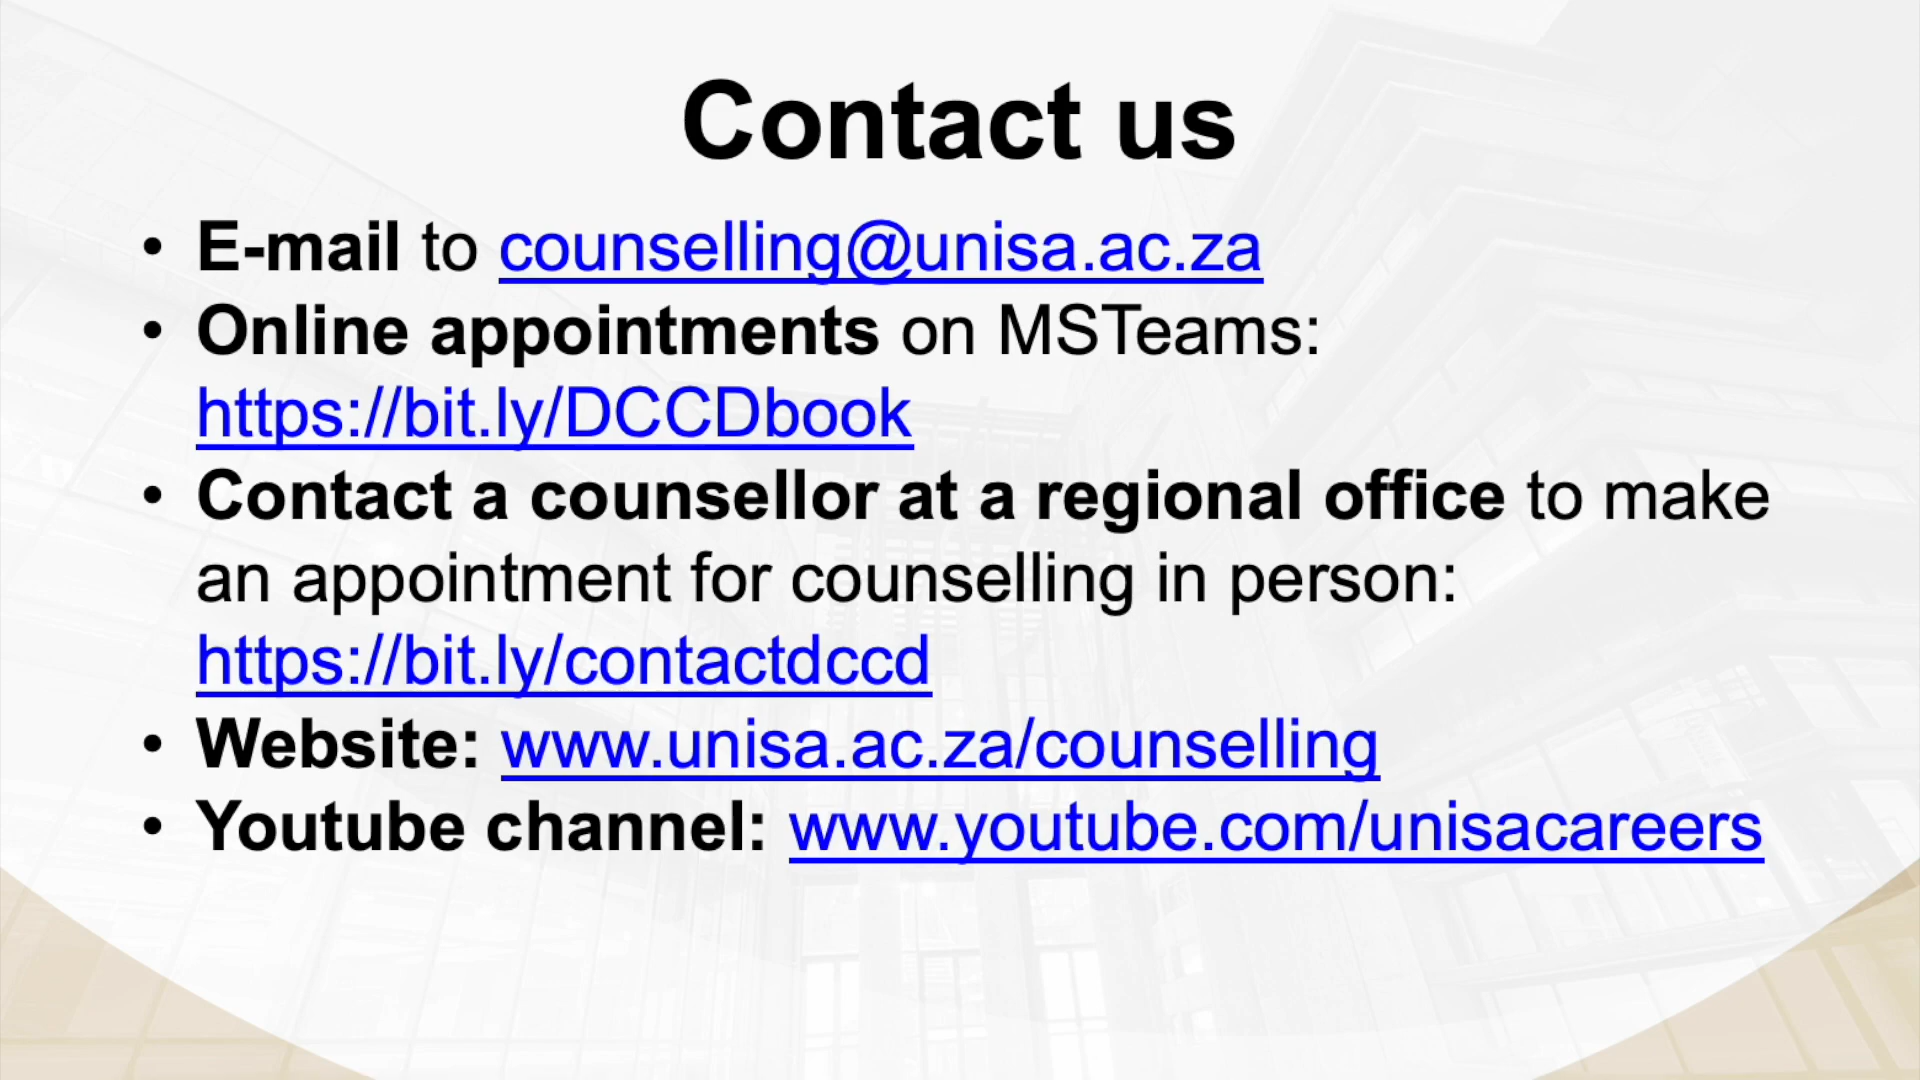 Contact us
• E-mail to counselling@unisa.ac.za
• Online appointments on MSTeams:
https://bit.ly/DCCDbook
• Contact a counsellor at a regional office to make
an appointment for counselling in person:
https://bit.ly/contactdccd
• Website: www.unisa.ac.za/counselling
• Youtube channel: www.youtube.com/unisacareers